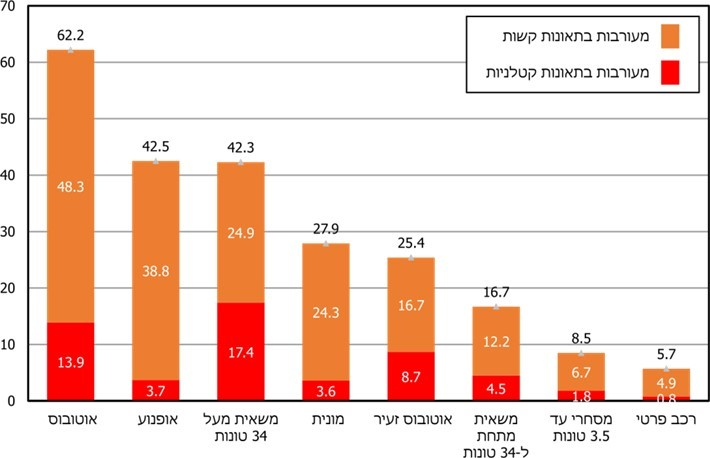 70
60
50
40
30
20
10
0
מעורבות בתאונות קשות
מעורבות בתאונות קטלניות
62.2
48.3
13.9
42.5
38.8
3.7
42.3
24.9
17.4
27.9
24.3
3.6
25.4
16.7
8.7
16.7
12.2
4.5
8.5
6.7
1.8
5.7
4.9
0.8
אוטובוס
אופנוע
משאית מעל
34 טונות
מונית
אוטובוס זעיר
משאית
מתחת
ל-34 טונות
מסחרי עד
3.5 טונות
רכב פרטי